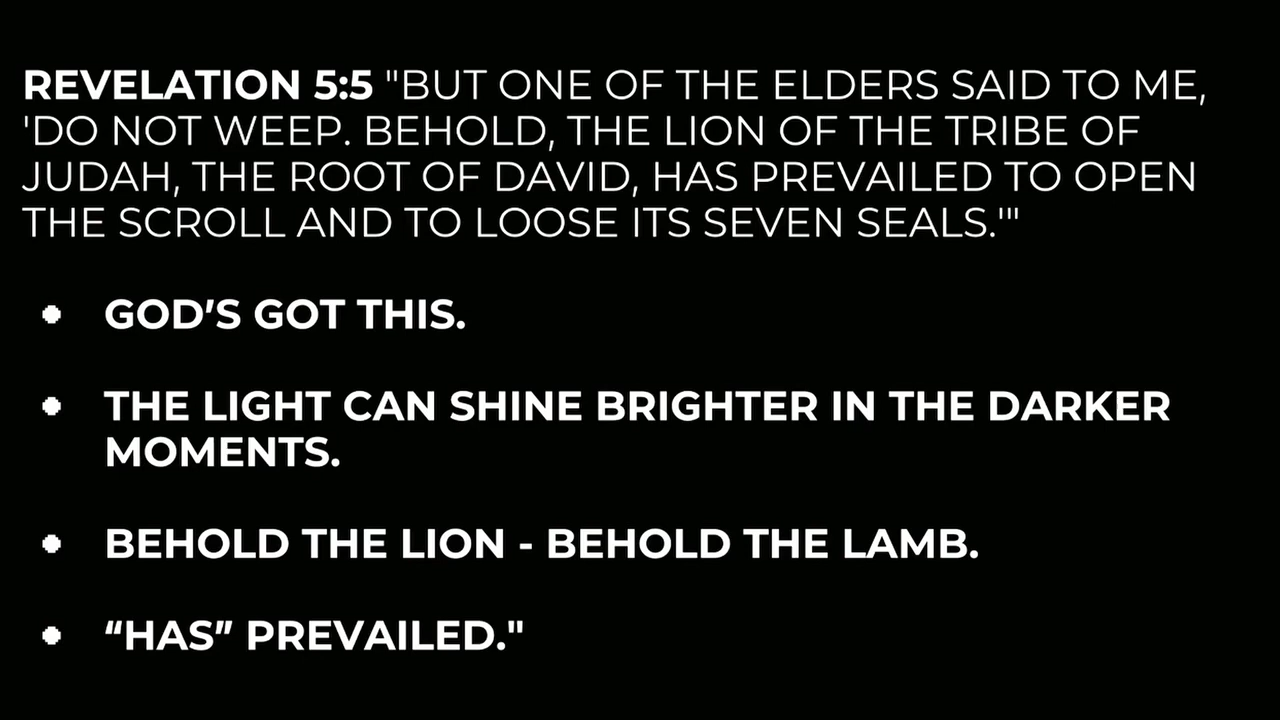 REVELATION 5:5 "BUT ONE OF THE ELDERS SAID TO ME,
'DO NOT WEEP. BEHOLD, THE LION OF THE TRIBE OF
JUDAH, THE ROOT OF DAVID, HAS PREVAILED TO OPEN
THE SCROLL AND TO LOOSE ITS SEVEN SEALS.'"
● GOD'S GOT THIS.
● THE LIGHT CAN SHINE BRIGHTER IN THE DARKER
MOMENTS.
● BEHOLD THE LION - BEHOLD THE LAMB.
● “HAS” PREVAILED."